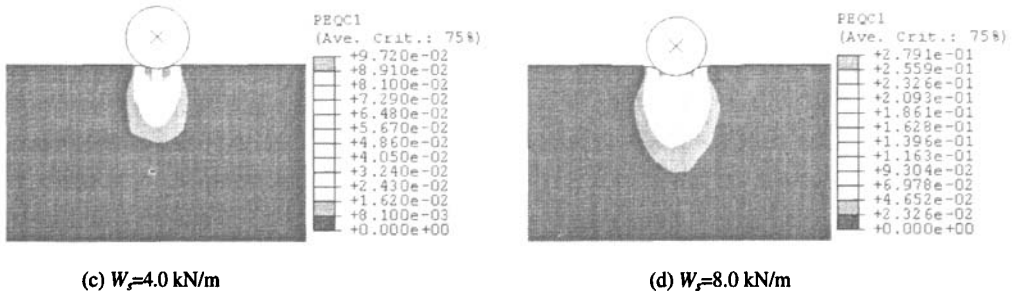 PEQC1
(Ave. Crit.: 75%)
+9.720e-02
+8.910e-02
+8.100e-02
+7.290e-02
+6.480e-02
+5.670e-02
+4.860e-02
+4.050e-02
+3.240e-02
+2.430e-02
+1.620e-02
+8.100e-03
+0.000e+00
(c) Ws=4.0 kN/m
PEQC1
(Ave. Crit.: 75%)
+2.791e-01
+2.559e-01
+2.326e-01
+2.093e-01
+1.861e-01
+1.628e-01
+1.396e-01
+1.163e-01
+9.304e-02
+6.978e-02
+4.652e-02
+2.326e-02
+0.000e+00
(d) Ws=8.0 kN/m